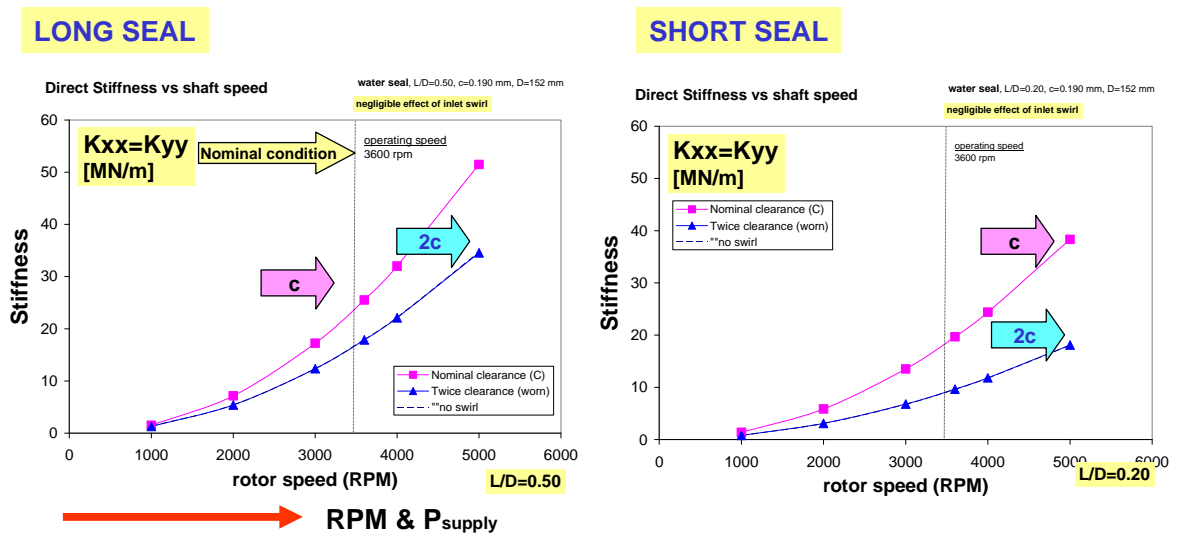 LONG SEAL
Direct Stiffness vs shaft speed
water seal, L/D=0.50, c=0.190 mm, D=152 mm
negligible effect of inlet swirl
Kxx=Kyy
[MN/m]
Nominal condition
operating speed
3600 rpm
Stiffness
60
50
40
30
20
10
0
2c
c
Nominal clearance (C)
Twice clearance (worn)
""no swirl
0 1000 2000 3000 4000 5000 6000
rotor speed (RPM)
L/D=0.50
RPM & Psupply
SHORT SEAL
Direct Stiffness vs shaft speed
water seal, L/D=0.20, c=0.190 mm, D=152 mm
negligible effect of inlet swirl
Kxx=Kyy
[MN/m]
operating speed
3600 rpm
Nominal clearance (C)
Twice clearance (worn)
""no swirl
Stiffness
60
50
40
30
20
10
0
c
2c
0 1000 2000 3000 4000 5000 6000
rotor speed (RPM)
L/D=0.20